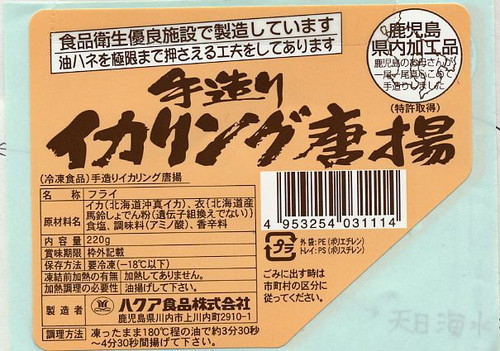 食品衛生優良施設で製造しています
油ハネを極限まで押さえる工夫をしてあります
鹿児島
県内加工品
鹿児島のお母さんが
一尾一尾真心こめて
手造りしました
(特許取得)
手造り
イカリング唐揚
(冷凍食品)手造りイカリング唐揚
名称 フライ
原材料名 イカ(北海道沖真イカ)、衣{北海道産
馬鈴しょでん粉(遺伝子組換えでない)}
食塩、調味料(アミノ酸)、香辛料
内容量 220g
賞味期限 枠外記載
保存方法 要冷凍(-18℃以下)
凍結前加熱の有無 加熱してありません。
加熱調理の必要性 油揚げして下さい。
製造者 ハクア食品株式会社
鹿児島県川内市上川内町2910-1
調理方法 凍ったまま180℃程の油で約3分30秒
~4分30秒間揚げて下さい。
4 953254 031114
プラ
外袋:PE(ポリエチレン)
トレイ:PS(ポリスチレン)
ごみに出す時は
市町村の区分に
従ってください。
天日海水